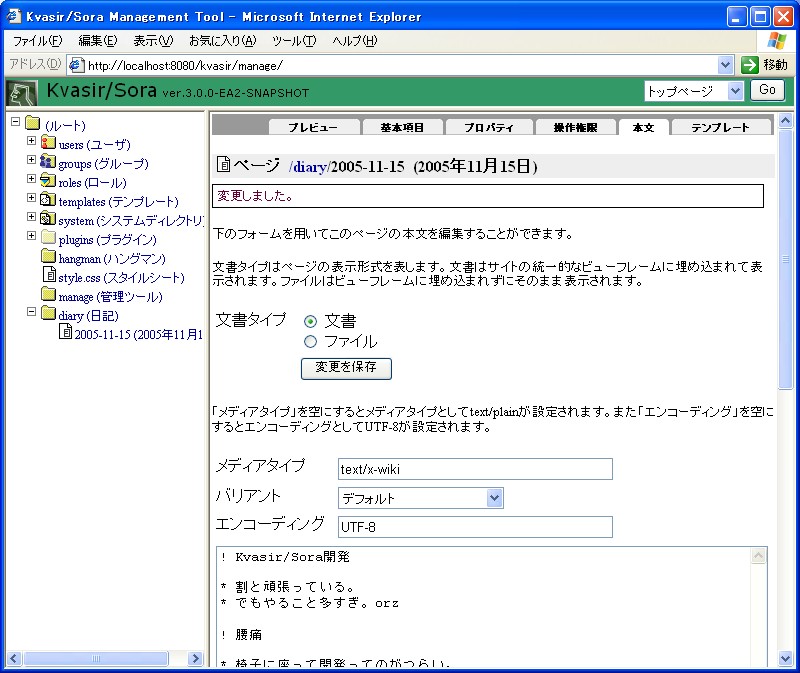 Kvasir/Sora Management Tool - Microsoft Internet Explorer
ファイル(F) 編集(E) 表示(V) お気に入り(A) ツール(T) ヘルプ(H)
アドレス(D) http://localhost:8080/kvasir/manage/ 移動
Kvasir/Sora ver.3.0.0-EA2-SNAPSHOT トップページ Go
(ルート)
users (ユーザ)
groups (グループ)
roles (ロール)
templates (テンプレート)
system (システムディレクトリ
plugins (プラグイン)
hangman (ハングマン)
style.css (スタイルシート)
manage (管理ツール)
diary (日記)
2005-11-15 (2005年11月1
プレビュー 基本項目 プロパティ 操作権限 本文 テンプレート
ページ /diary/2005-11-15 (2005年11月15日)
変更しました。
下のフォームを用いてこのページの本文を編集することができます。
文書タイプはページの表示形式を表します。文書はサイトの統一的なビューフレームに埋め込まれて表
示されます。ファイルはビューフレームに埋め込まれずにそのまま表示されます。
文書タイプ 文書
ファイル
変更を保存
「メディアタイプ」を空にするとメディアタイプとしてtext/plainが設定されます。また「エンコーディング」を空に
するとエンコーディングとしてUTF-8が設定されます。
メディアタイプ text/x-wiki
バリアント デフォルト
エンコーディング UTF-8
! Kvasir/Sora開発
* 割と頑張っている。
* でもやること多すぎ。orz
! 腰痛
* 椅子に座って開発ってのがつらい。